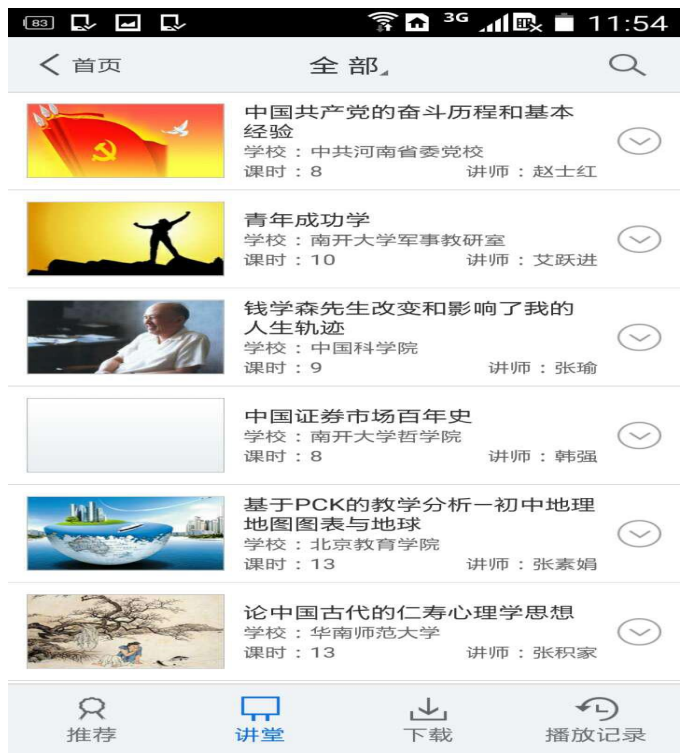 83
3G
11:54
首页
全部
中国共产党的奋斗历程和基本
经验
学校：中共河南省委党校
课时：8 讲师：赵士红
青年成功学
学校：南开大学军事教研室
课时：10 讲师：艾跃进
钱学森先生改变和影响了我的
人生轨迹
学校：中国科学院
课时：9 讲师：张瑜
中国证券市场百年史
学校：南开大学哲学院
课时：8 讲师：韩强
基于PCK的教学分析—初中地理
地图图表与地球
学校：北京教育学院
课时：13 讲师：张素娟
论中国古代的仁寿心理学思想
学校：华南师范大学
课时：13 讲师：张积家
推荐 讲堂 下载 播放记录